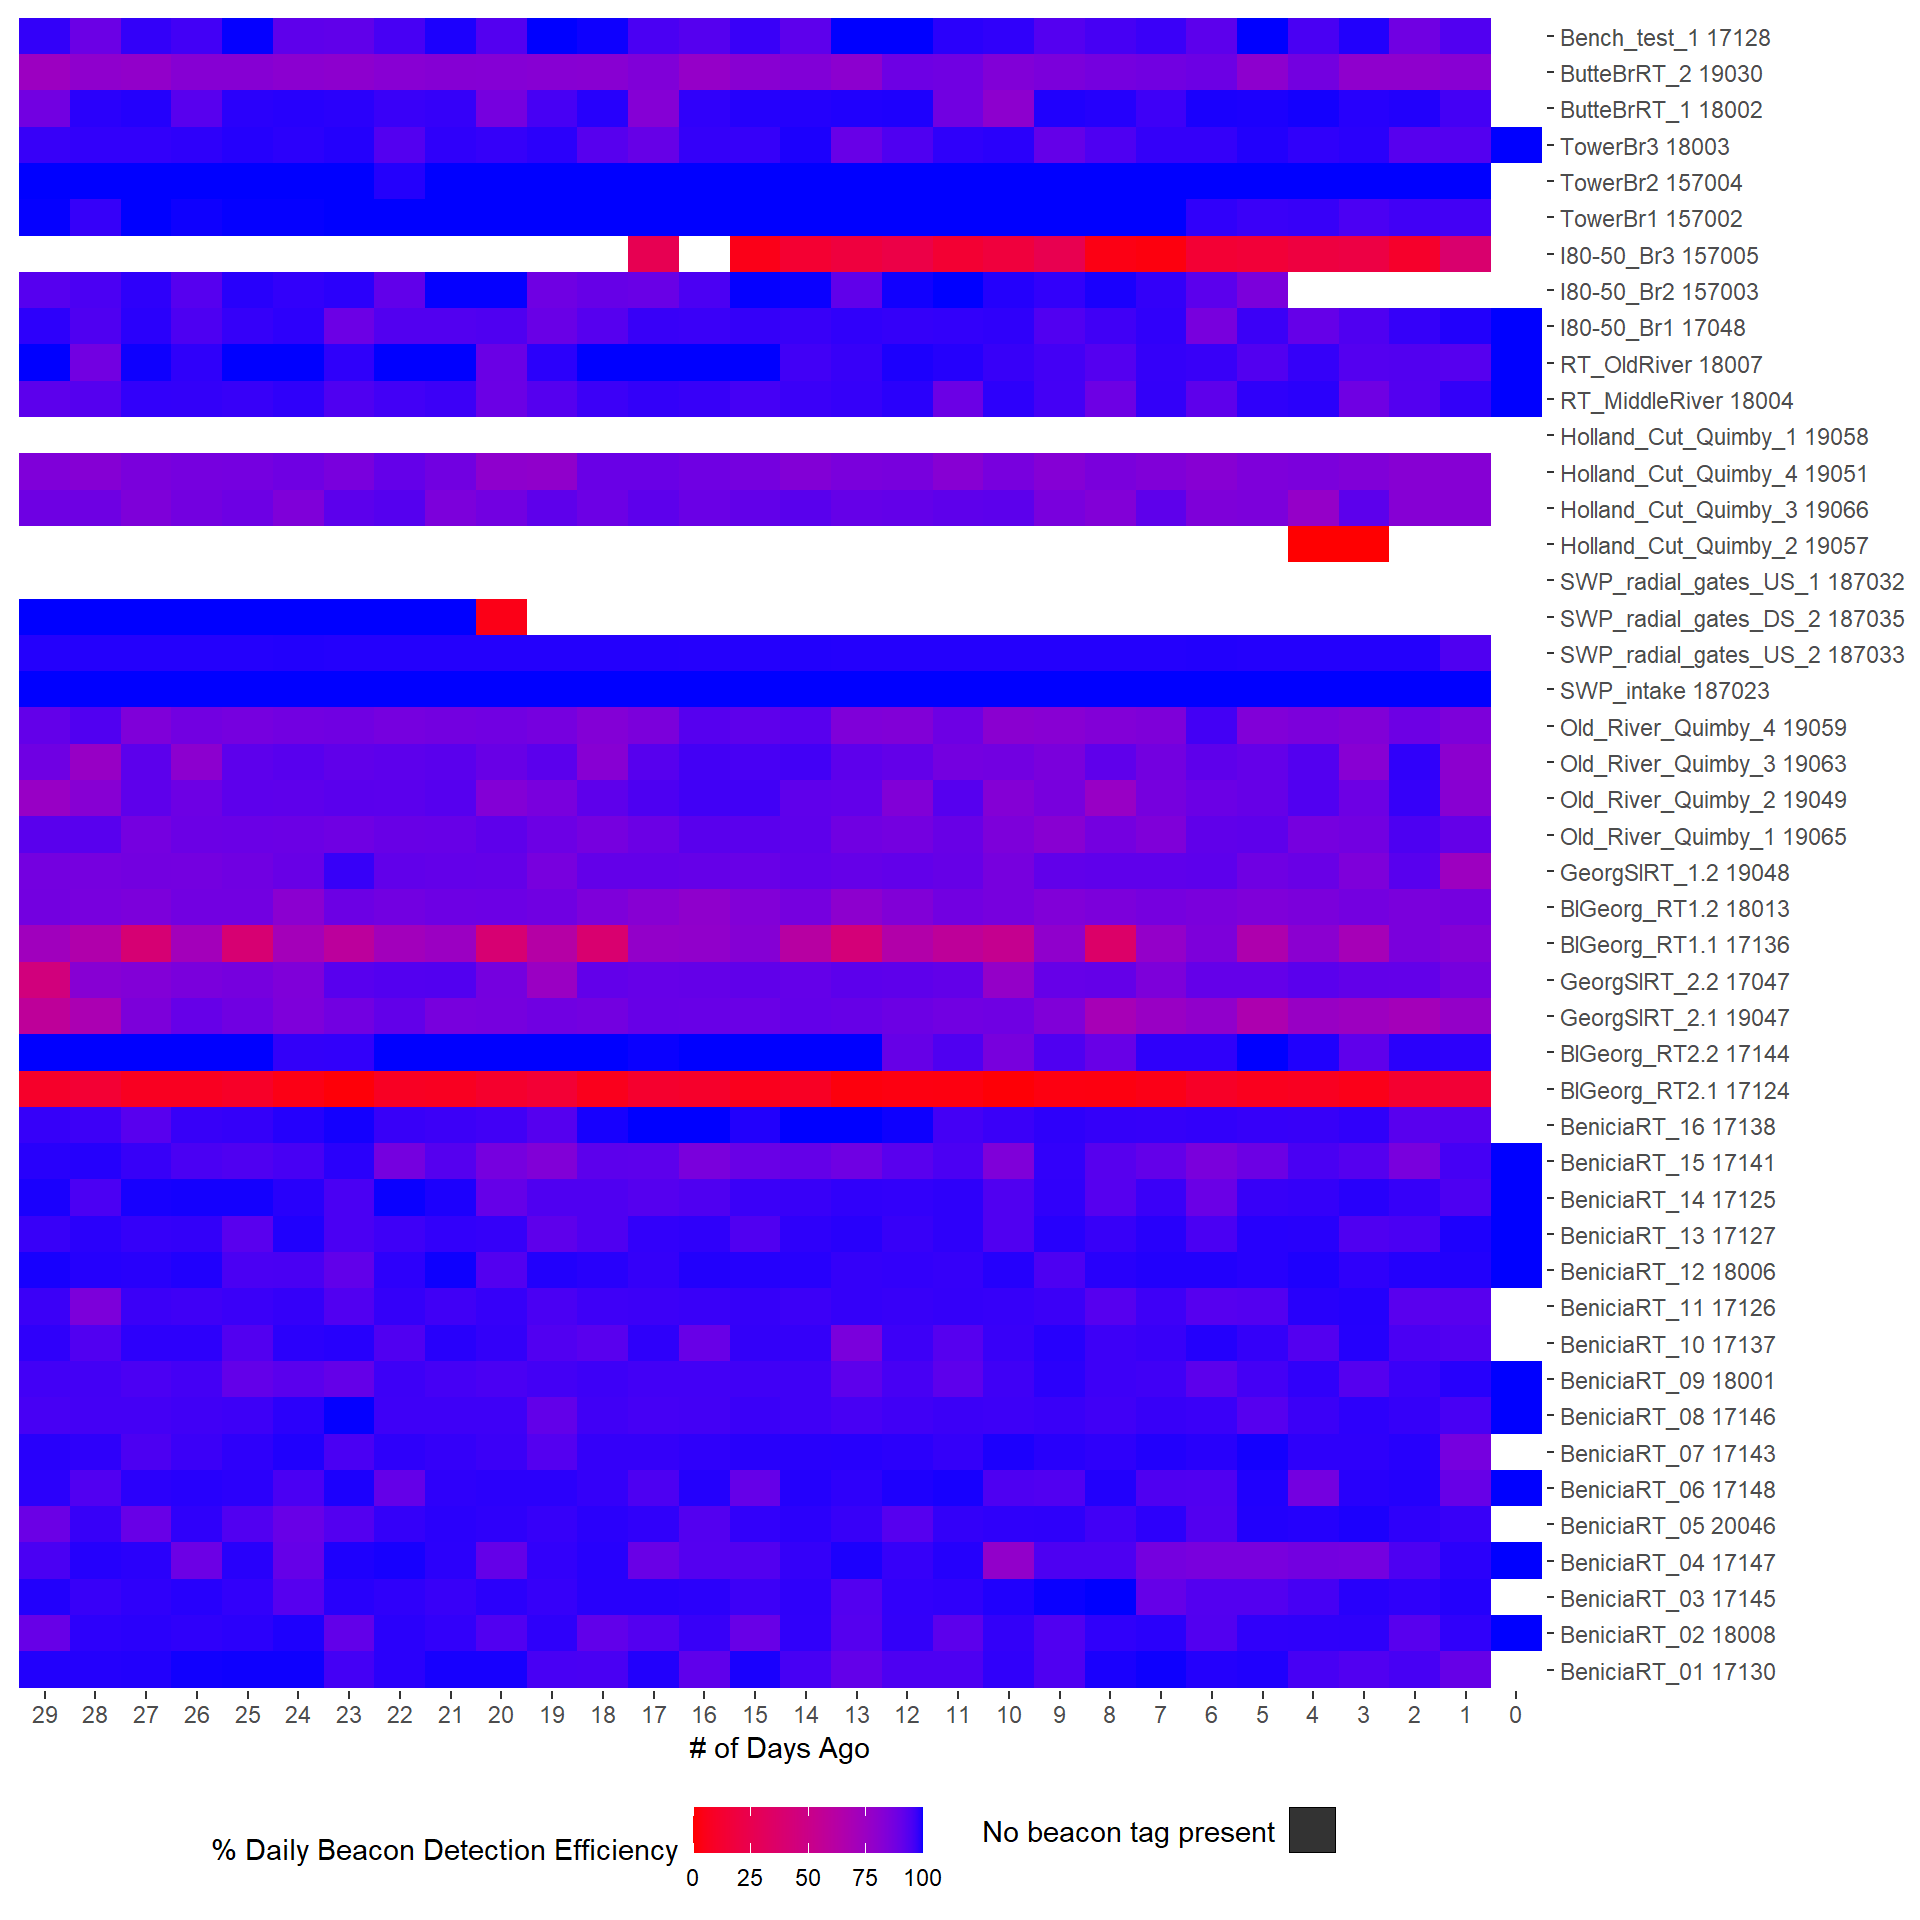 Bench_test_1 17128
ButteBrRT_2 19030
ButteBrRT_1 18002
TowerBr3 18003
TowerBr2 157004
TowerBr1 157002
I80-50_Br3 157005
I80-50_Br2 157003
I80-50_Br1 17048
RT_OldRiver 18007
RT_MiddleRiver 18004
Holland_Cut_Quimby_1 19058
Holland_Cut_Quimby_4 19051
Holland_Cut_Quimby_3 19066
Holland_Cut_Quimby_2 19057
SWP_radial_gates_US_1 187032
SWP_radial_gates_DS_2 187035
SWP_radial_gates_US_2 187033
SWP_intake 187023
Old_River_Quimby_4 19059
Old_River_Quimby_3 19063
Old_River_Quimby_2 19049
Old_River_Quimby_1 19065
GeorgSlRT_1.2 19048
BlGeorg_RT1.2 18013
BlGeorg_RT1.1 17136
GeorgSlRT_2.2 17047
GeorgSlRT_2.1 19047
BlGeorg_RT2.2 17144
BlGeorg_RT2.1 17124
BeniciaRT_16 17138
BeniciaRT_15 17141
BeniciaRT_14 17125
BeniciaRT_13 17127
BeniciaRT_12 18006
BeniciaRT_11 17126
BeniciaRT_10 17137
BeniciaRT_09 18001
BeniciaRT_08 17146
BeniciaRT_07 17143
BeniciaRT_06 17148
BeniciaRT_05 20046
BeniciaRT_04 17147
BeniciaRT_03 17145
BeniciaRT_02 18008
BeniciaRT_01 17130
29 28 27 26 25 24 23 22 21 20 19 18 17 16 15 14 13 12 11 10 9 8 7 6 5 4 3 2 1 0
# of Days Ago
% Daily Beacon Detection Efficiency
0 25 50 75 100
No beacon tag present